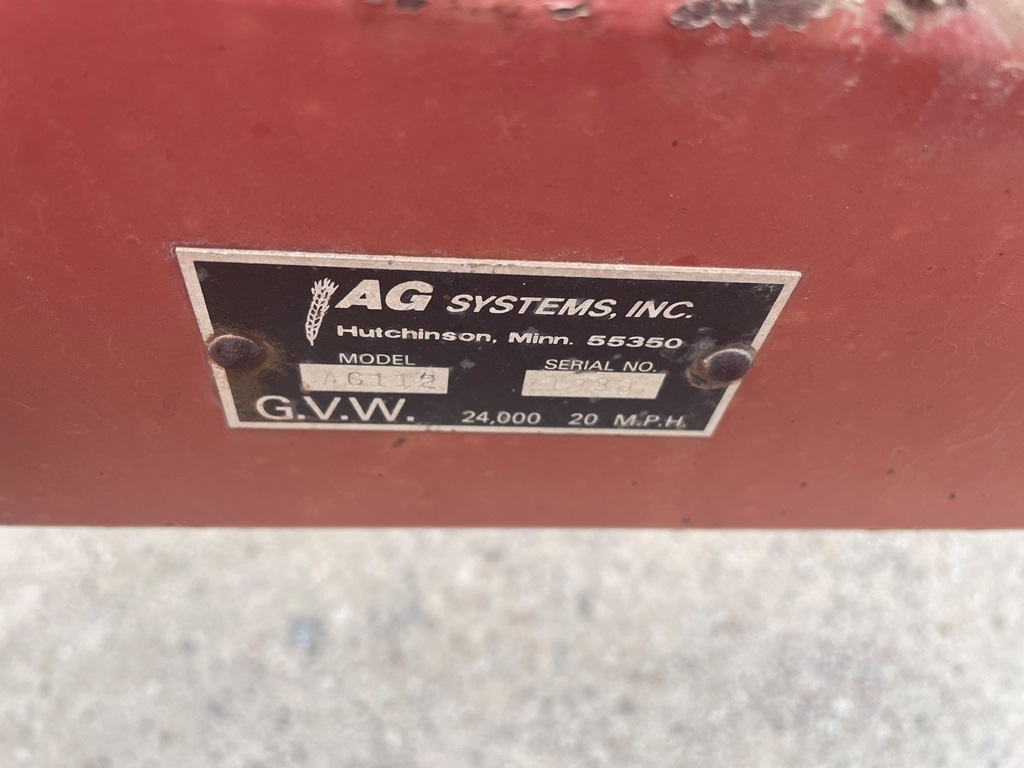 AG SYSTEMS, INC.
Hutchinson, Minn. 55350
MODEL SERIAL NO.
AG112
G.V.W. 24,000 20 M.P.H.